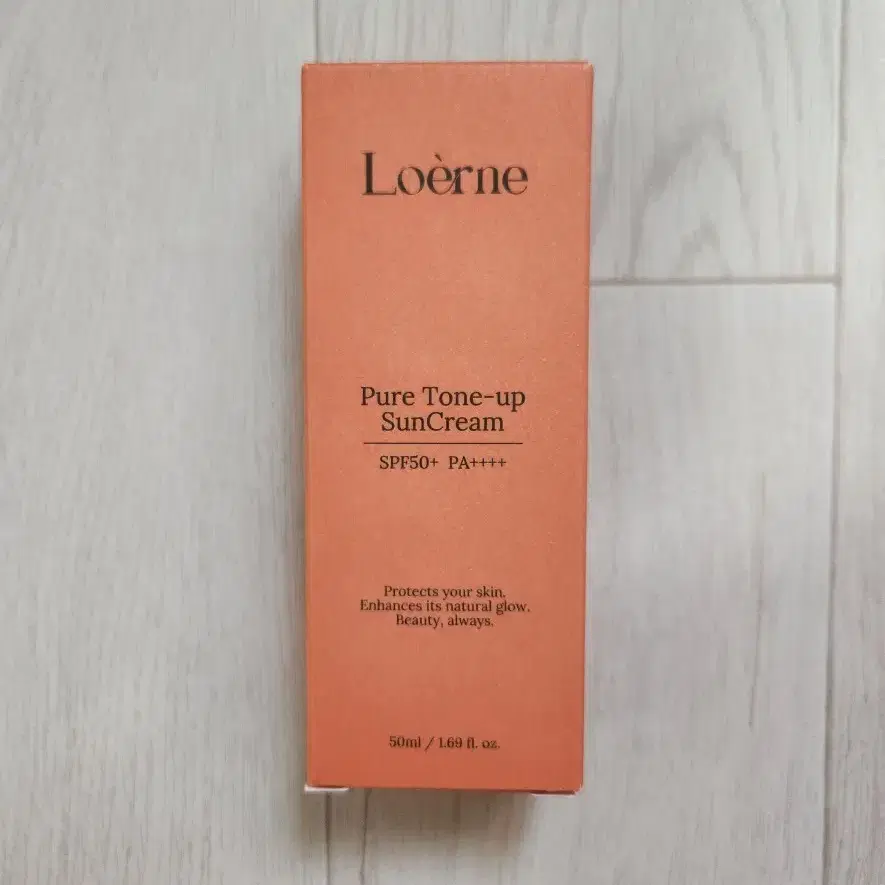 Loèrne
Pure Tone-up
SunCream
SPF50+ PA++++
Protects your skin.
Enhances its natural glow.
Beauty, always.
50ml / 1.69 fl. oz.